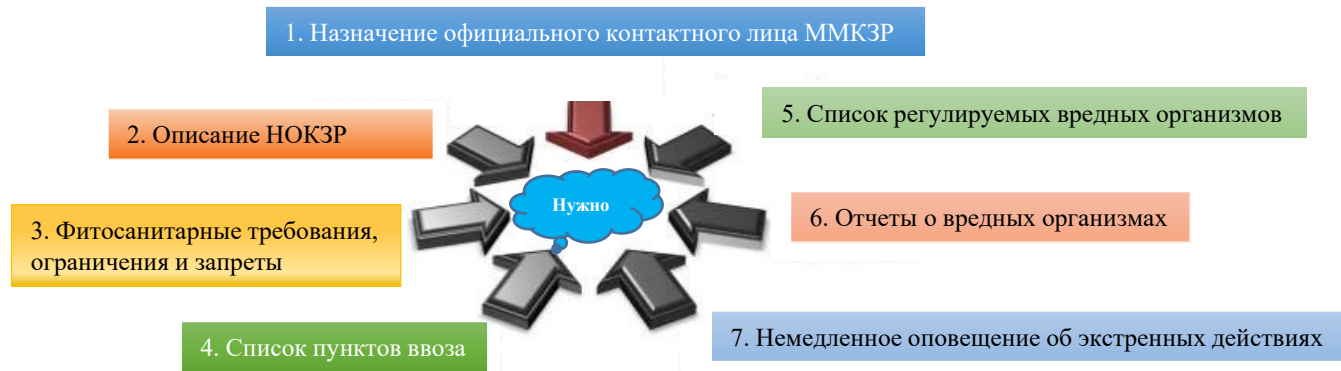 1. Назначение официального контактного лица ММКЗР
2. Описание НОКЗР
3. Фитосанитарные требования,
ограничения и запреты
4. Список пунктов ввоза
5. Список регулируемых вредных организмов
6. Отчеты о вредных организмах
7. Немедленное оповещение об экстренных действиях
Нужно